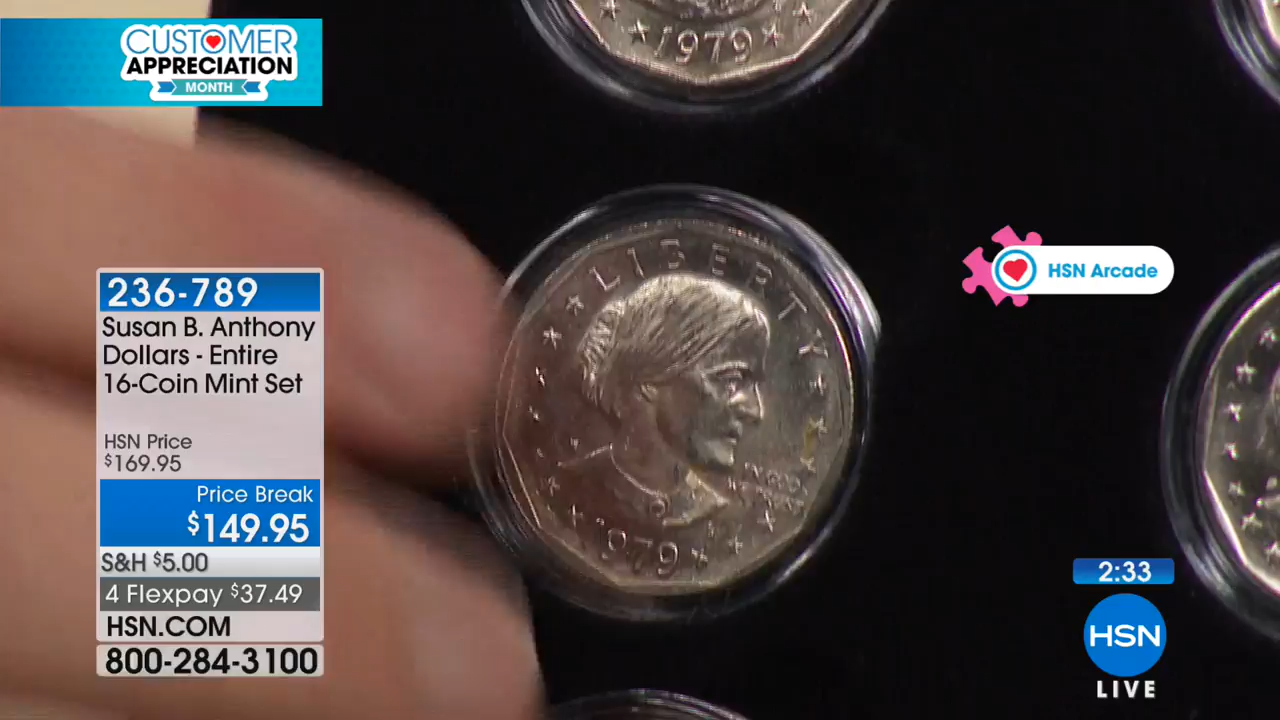 CUSTOMER
APPRECIATION
MONTH
1979
LIBERTY
1979
HSN Arcade
236-789
Susan B. Anthony
Dollars - Entire
16-Coin Mint Set
HSN Price
$169.95
Price Break
$149.95
S&H $5.00
4 Flexpay $37.49
HSN.COM
800-284-3100
2:33
HSN
LIVE